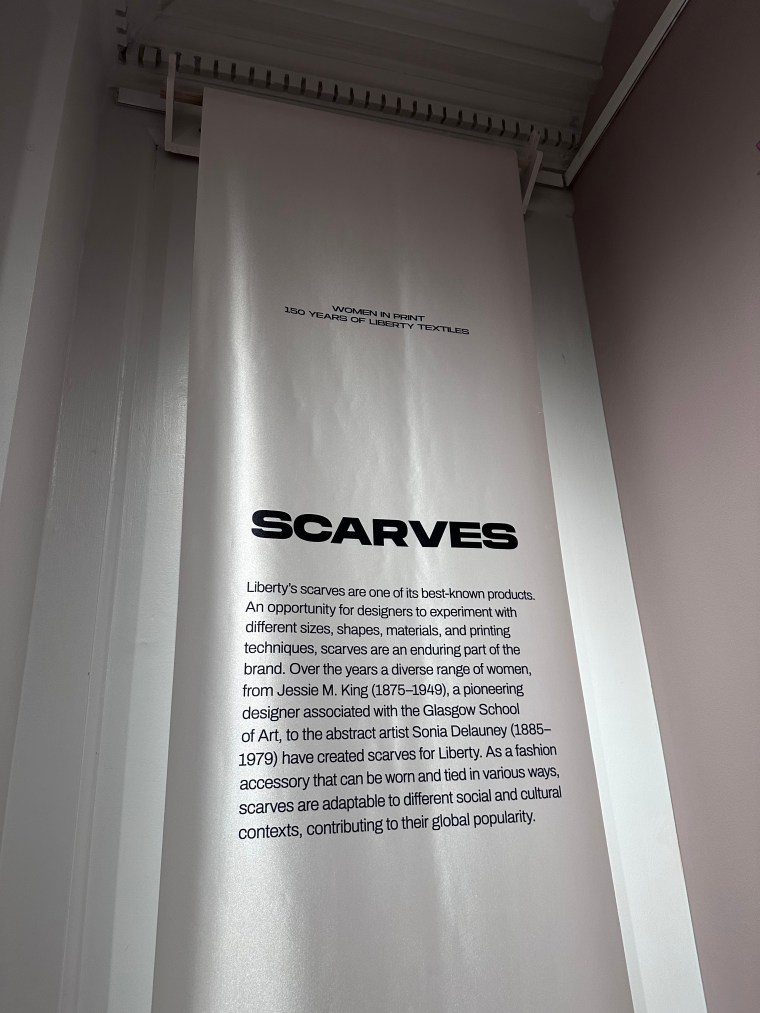 WOMEN IN PRINT
150 YEARS OF LIBERTY TEXTILES
SCARVES
Liberty's scarves are one of its best-known products.
An opportunity for designers to experiment with
different sizes, shapes, materials, and printing
techniques, scarves are an enduring part of the
brand. Over the years a diverse range of women,
from Jessie M. King (1875–1949), a pioneering
designer associated with the Glasgow School
of Art, to the abstract artist Sonia Delauney (1885–
1979) have created scarves for Liberty. As a fashion
accessory that can be worn and tied in various ways,
scarves are adaptable to different social and cultural
contexts, contributing to their global popularity.